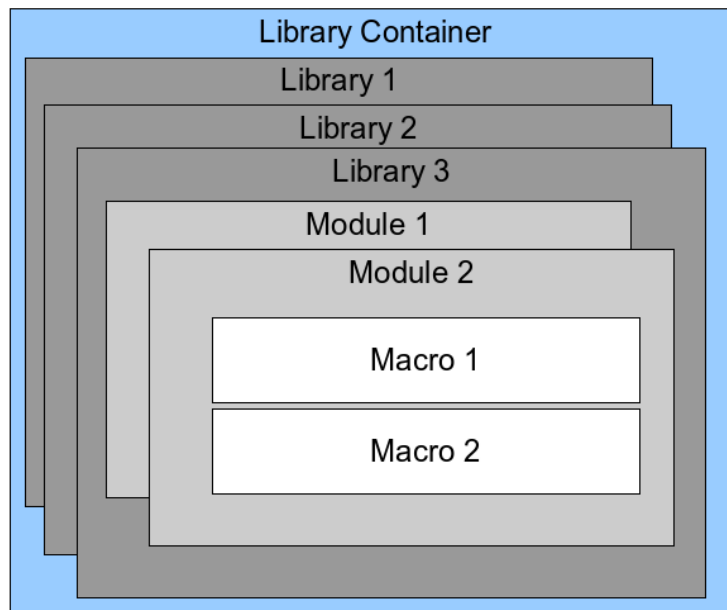 Library Container
Library 1
Library 2
Library 3
Module 1
Module 2
Macro 1
Macro 2